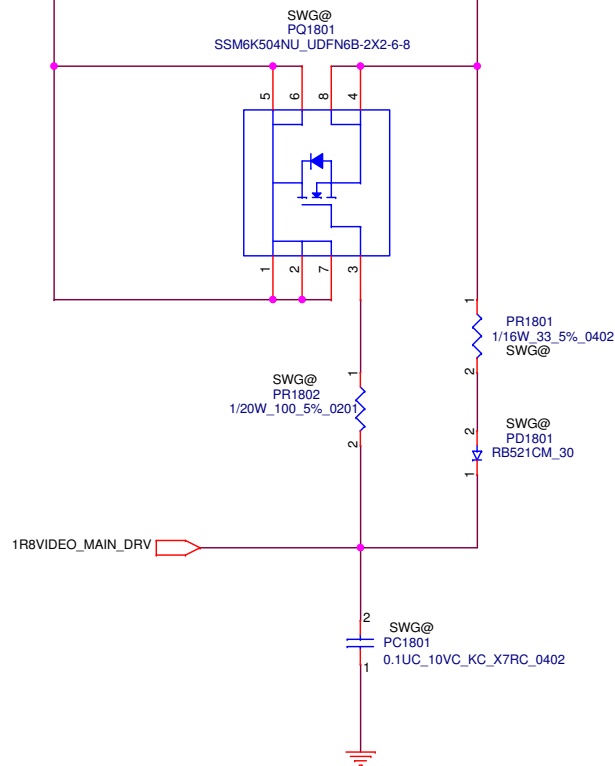 SWG@
PQ1801
SSM6K504NU_UDFN6B-2X2-6-8
5
6
8
4
1
2
7
3
1
PR1801
1/16W_33_5%_0402
SWG@
2
SWG@
1
PR1802
1/20W_100_5%_0201
2
2
SWG@
PD1801
RB521CM_30
1
1R8VIDEO_MAIN_DRV
2
SWG@
PC1801
0.1UC_10VC_KC_X7RC_0402
1